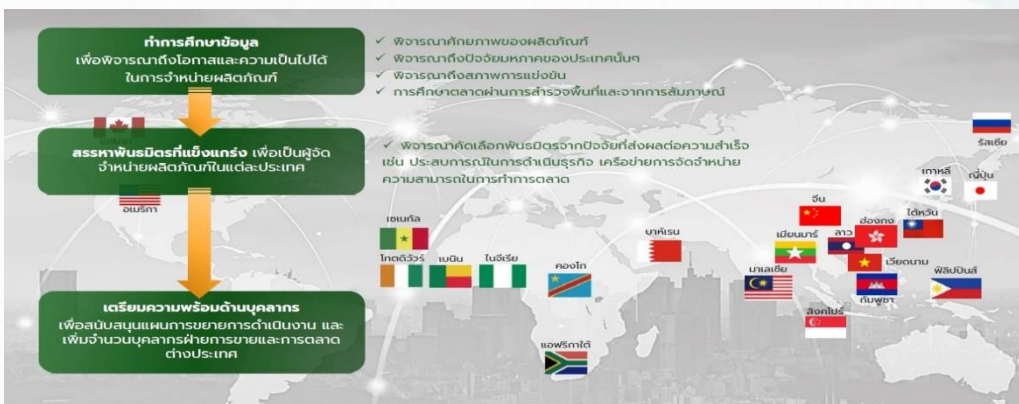 ทำการศึกษาข้อมูล
เพื่อพิจารณาถึงโอกาสและความเป็นไปได้
ในการจำหน่ายผลิตภัณฑ์
✓ พิจารณาศักยภาพของผลิตภัณฑ์
✓ พิจารณาถึงปัจจัยมหภาคของประเทศนั้นๆ
✓ พิจารณาถึงสภาพการแข่งขัน
✓ การศึกษาตลาดผ่านการสำรวจพื้นที่และจากการสัมภาษณ์
สรรหาพันธมิตรที่แข็งแกร่ง เพื่อเป็นผู้จัด
จำหน่ายผลิตภัณฑ์ในแต่ละประเทศ
✓ พิจารณาคัดเลือกพันธมิตรจากปัจจัยที่ส่งผลต่อความสำเร็จ
เช่น ประสบการณ์ในการดำเนินธุรกิจ เครือข่ายการจัดจำหน่าย
ความสามารถในการทำการตลาด
เตรียมความพร้อมด้านบุคลากร
เพื่อสนับสนุนแผนการขยายการดำเนินงาน และ
เพิ่มจำนวนบุคลากรฝ่ายการขายและการตลาด
ต่างประเทศ
อเมริกา
รัสเซีย
เกาหลี
ญี่ปุ่น
จีน
ฮ่องกง
ไต้หวัน
เซเนกัล
บาห์เรน
เมียนมาร์
ลาว
โกตดิวัวร์
เบนิน
ไนจีเรีย
คองโก
มาเลเซีย
เวียดนาม
ฟิลิปปินส์
กัมพูชา
สิงคโปร์
แอฟริกาใต้